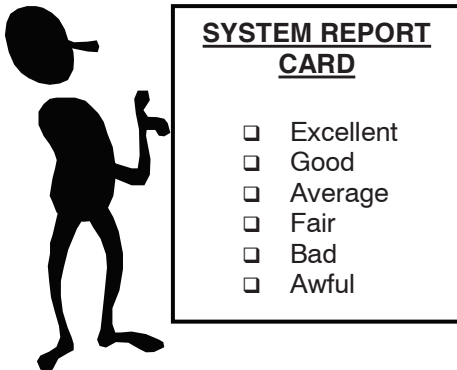 SYSTEM REPORT
CARD
❑ Excellent
❑ Good
❑ Average
❑ Fair
❑ Bad
❑ Awful